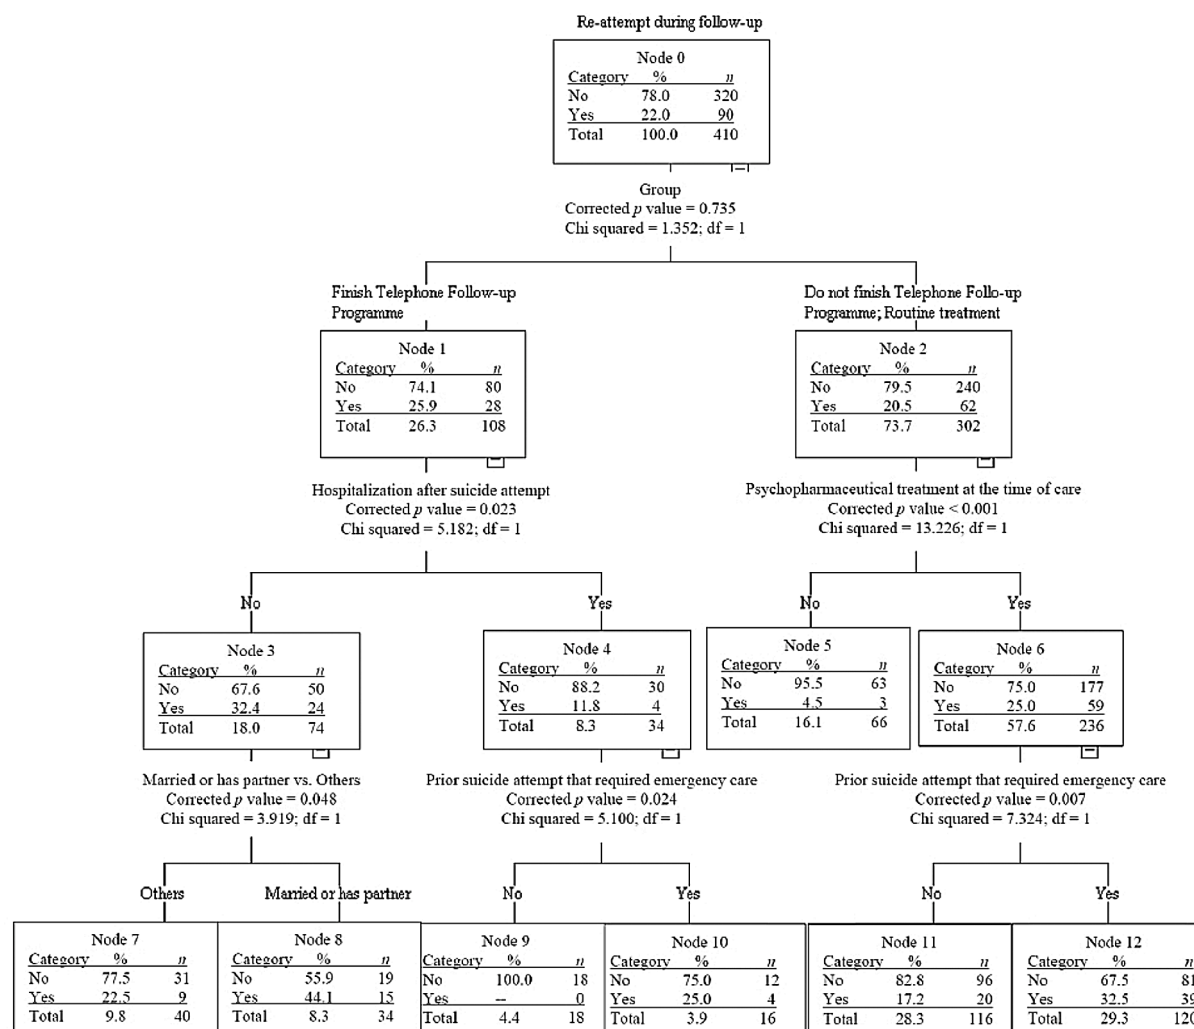 Re-attempt during follow-up
Node 0
Category % n
No 78.0 320
Yes 22.0 90
Total 100.0 410
Group
Corrected p value = 0.735
Chi squared = 1.352; df = 1
Finish Telephone Follow-up
Programme
Node 1
Category % n
No 74.1 80
Yes 25.9 28
Total 26.3 108
Do not finish Telephone Follo-up
Programme; Routine treatment
Node 2
Category % n
No 79.5 240
Yes 20.5 62
Total 73.7 302
Hospitalization after suicide attempt
Corrected p value = 0.023
Chi squared = 5.182; df = 1
Psychopharmaceutical treatment at the time of care
Corrected p value < 0.001
Chi squared = 13.226; df = 1
No
Node 3
Category % n
No 67.6 50
Yes 32.4 24
Total 18.0 74
Yes
Node 4
Category % n
No 88.2 30
Yes 11.8 4
Total 8.3 34
No
Node 5
Category % n
No 95.5 63
Yes 4.5 3
Total 16.1 66
Yes
Node 6
Category % n
No 75.0 177
Yes 25.0 59
Total 57.6 236
Married or has partner vs. Others
Corrected p value = 0.048
Chi squared = 3.919; df = 1
Prior suicide attempt that required emergency care
Corrected p value = 0.024
Chi squared = 5.100; df = 1
Prior suicide attempt that required emergency care
Corrected p value = 0.007
Chi squared = 7.324; df = 1
Others
Node 7
Category % n
No 77.5 31
Yes 22.5 9
Total 9.8 40
Married or has partner
Node 8
Category % n
No 55.9 19
Yes 44.1 15
Total 8.3 34
No
Node 9
Category % n
No 100.0 18
Yes -- 0
Total 4.4 18
Yes
Node 10
Category % n
No 75.0 12
Yes 25.0 4
Total 3.9 16
No
Node 11
Category % n
No 82.8 96
Yes 17.2 20
Total 28.3 116
Yes
Node 12
Category % n
No 67.5 81
Yes 32.5 39
Total 29.3 120